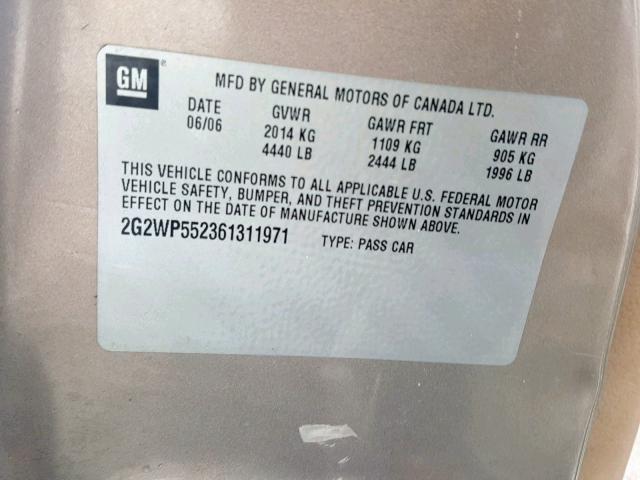 GM
MFD BY GENERAL MOTORS OF CANADA LTD.
DATE GVWR GAWR FRT GAWR RR
06/06 2014 KG 1109 KG 905 KG
4440 LB 2444 LB 1996 LB
THIS VEHICLE CONFORMS TO ALL APPLICABLE U.S. FEDERAL MOTOR
VEHICLE SAFETY, BUMPER, AND THEFT PREVENTION STANDARDS IN
EFFECT ON THE DATE OF MANUFACTURE SHOWN ABOVE.
2G2WP552361311971 TYPE: PASS CAR